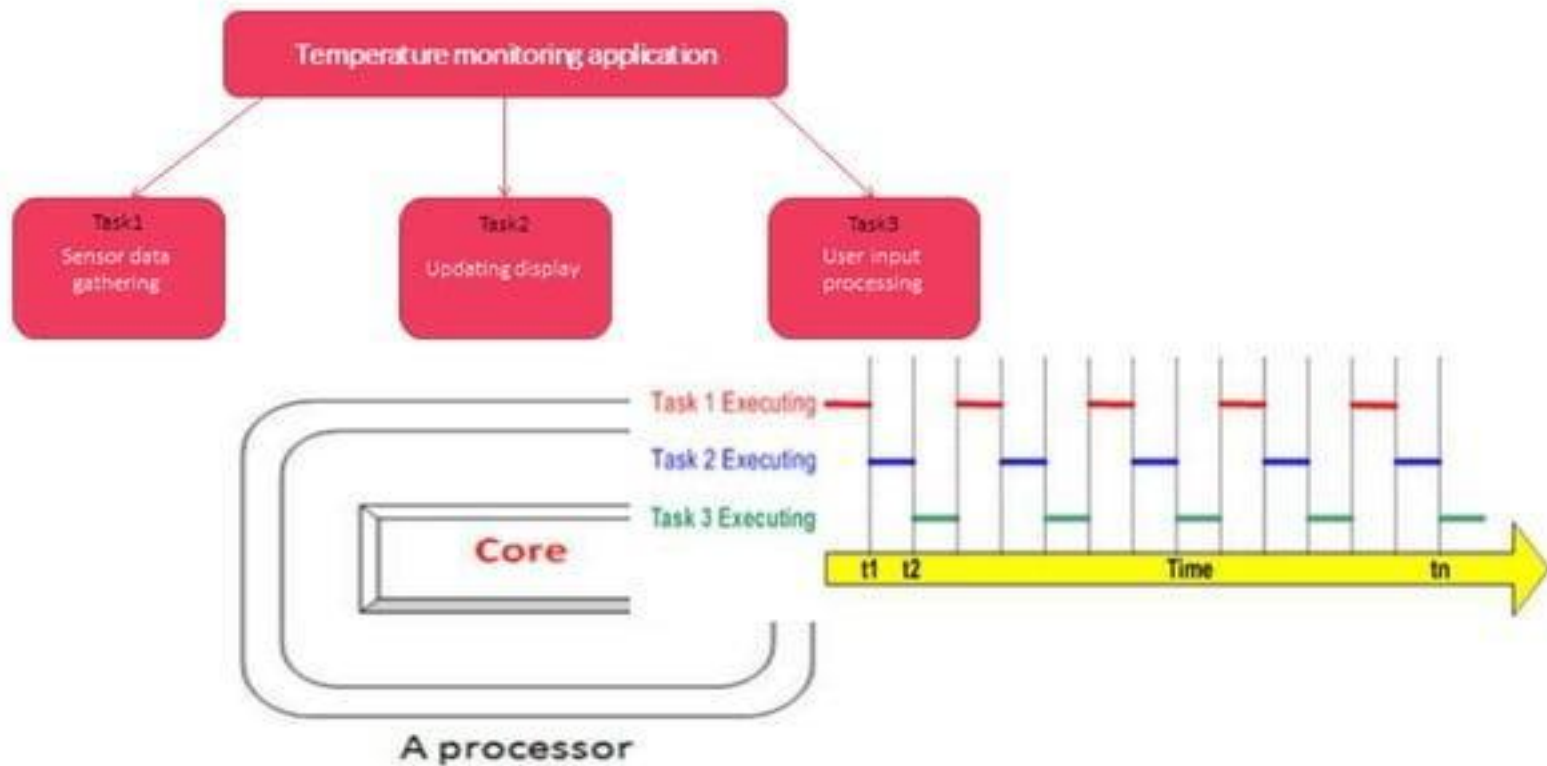 Temperature monitoring application
Task1
Sensor data
gathering
Task2
Updating display
Task3
User input
processing
Task 1 Executing
Task 2 Executing
Task 3 Executing
Core
t1 t2 Time tn
A processor